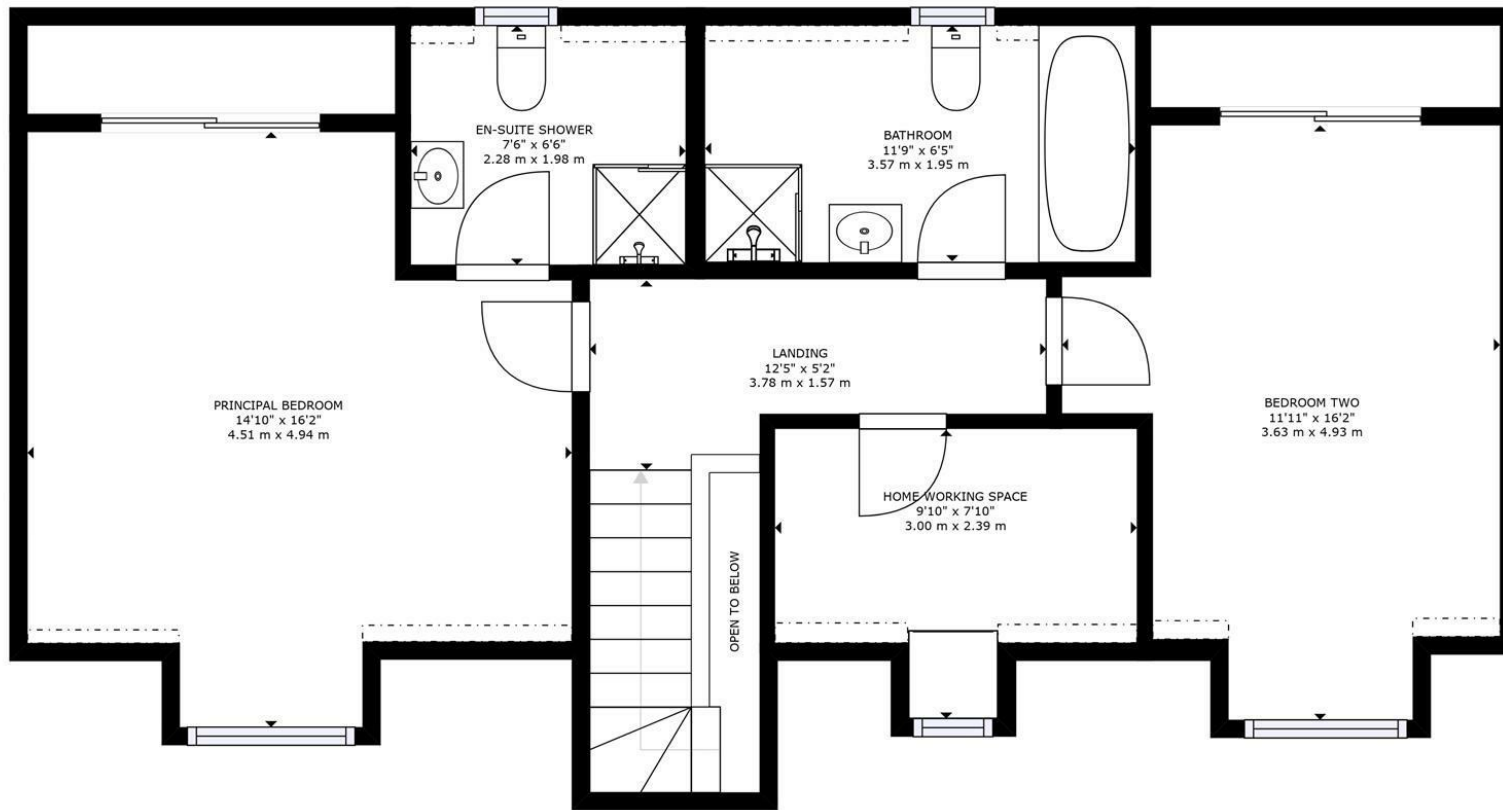 EN-SUITE SHOWER
7'6" x 6'6"
2.28 m x 1.98 m
BATHROOM
11'9" x 6'5"
3.57 m x 1.95 m
LANDING
12'5" x 5'2"
3.78 m x 1.57 m
PRINCIPAL BEDROOM
14'10" x 16'2"
4.51 m x 4.94 m
BEDROOM TWO
11'11" x 16'2"
3.63 m x 4.93 m
HOME WORKING SPACE
9'10" x 7'10"
3.00 m x 2.39 m
OPEN TO BELOW